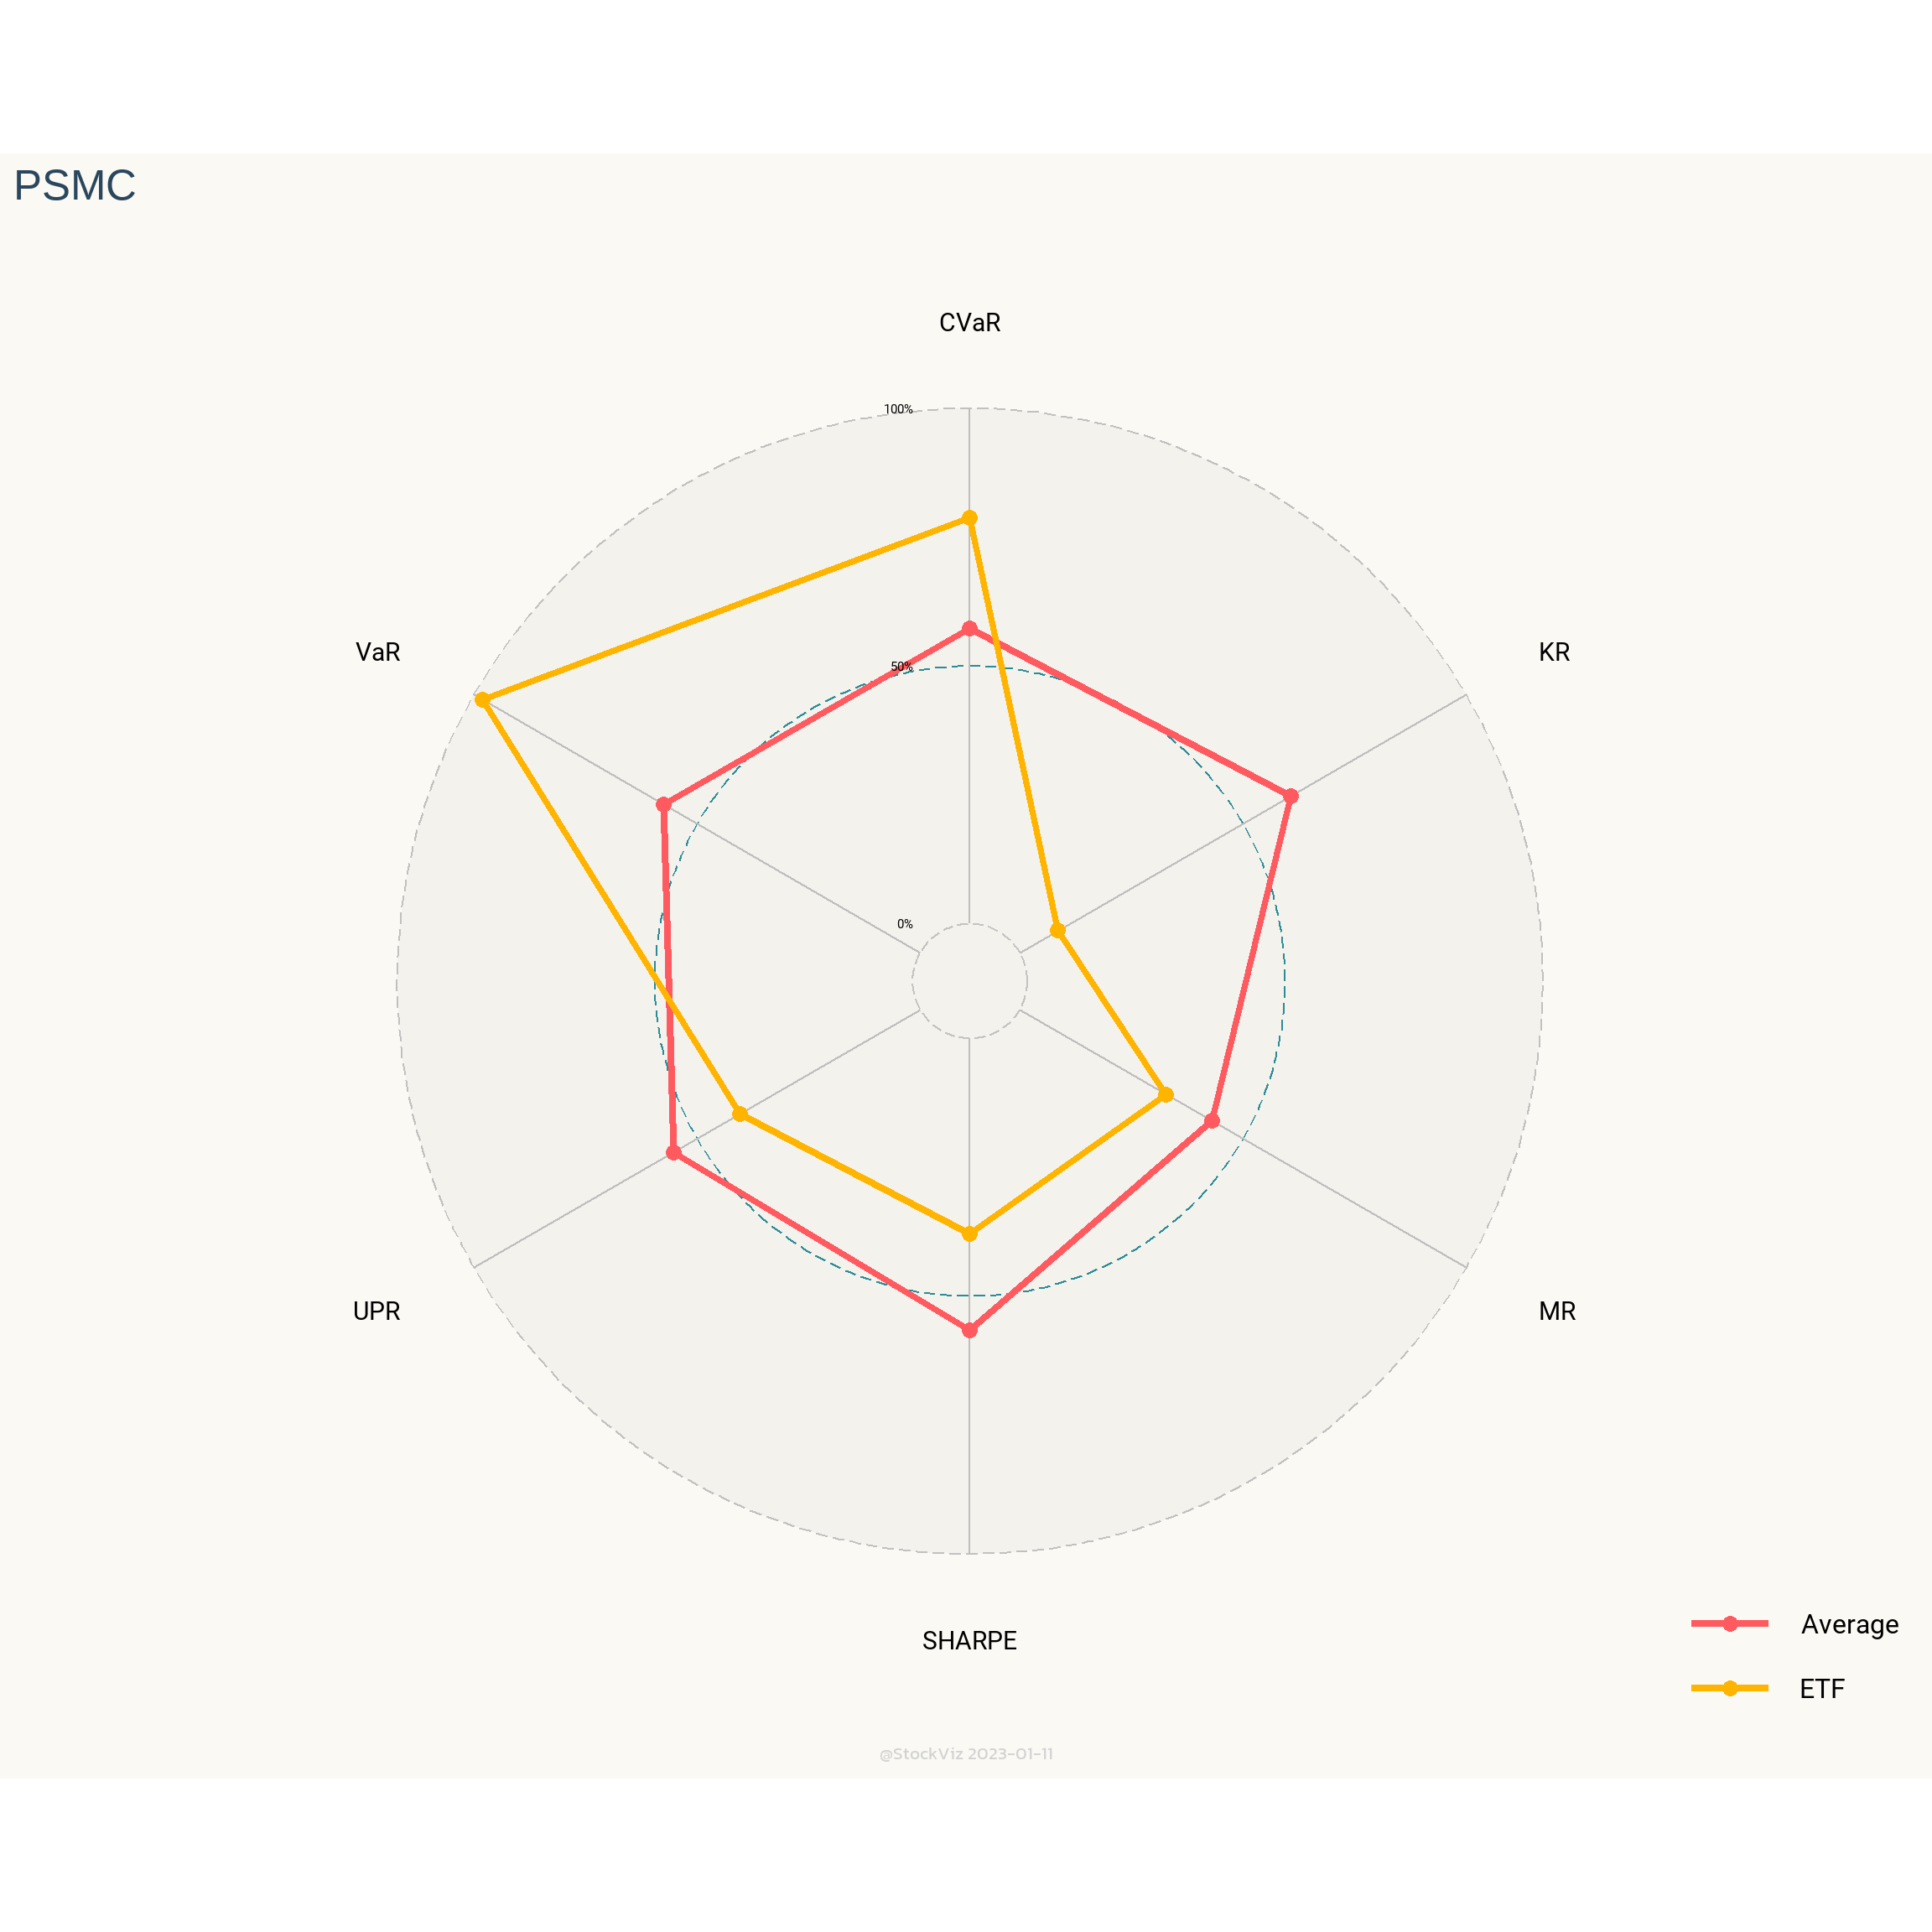 PSMC
CVaR
100%
VaR
KR
50%
0%
UPR
MR
SHARPE
Average
ETF
@StockViz 2023-01-11